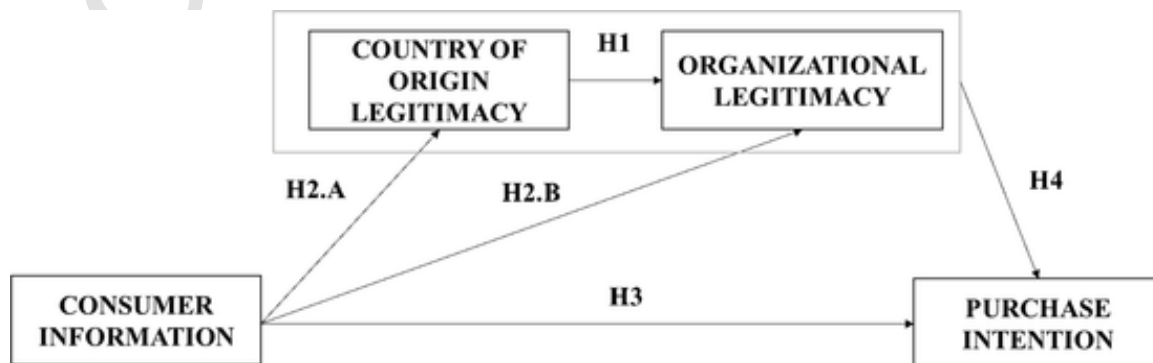 H1
COUNTRY OF
ORIGIN
LEGITIMACY
ORGANIZATIONAL
LEGITIMACY
H2.A
H2.B
H4
H3
CONSUMER
INFORMATION
PURCHASE
INTENTION